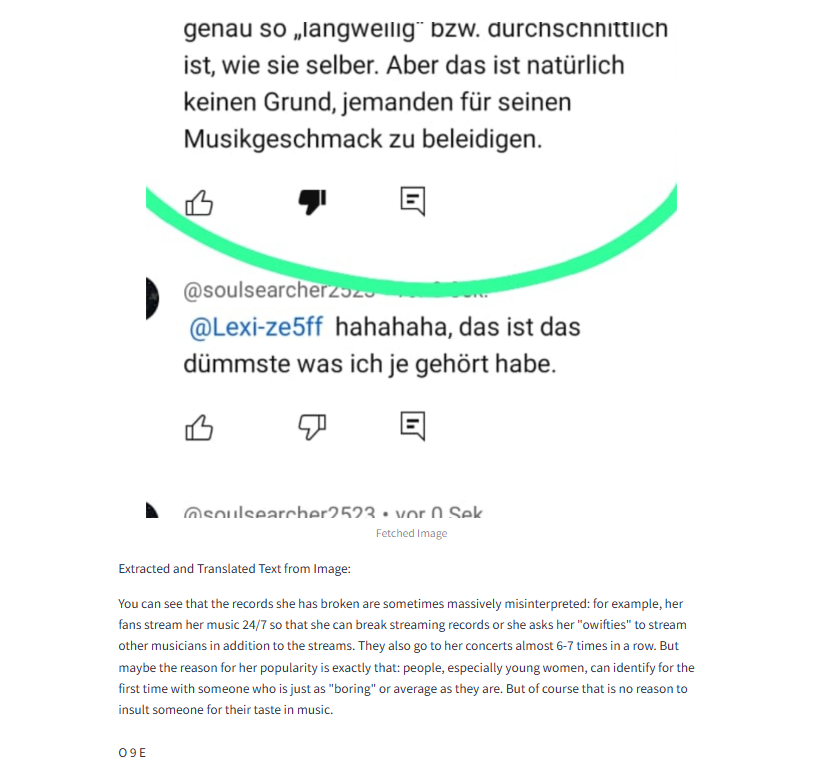 genau so „langweilig“ bzw. durchschnittlich
ist, wie sie selber. Aber das ist natürlich
keinen Grund, jemanden für seinen
Musikgeschmack zu beleidigen.
@soulsearcher2523 • vor 0 Sek.
@Lexi-ze5ff hahahaha, das ist das
dümmste was ich je gehört habe.
@soulsearcher2523 • vor 0 Sek
Fetched Image
Extracted and Translated Text from Image:
You can see that the records she has broken are sometimes massively misinterpreted: for example, her
fans stream her music 24/7 so that she can break streaming records or she asks her "owifties" to stream
other musicians in addition to the streams. They also go to her concerts almost 6-7 times in a row. But
maybe the reason for her popularity is exactly that: people, especially young women, can identify for the
first time with someone who is just as "boring" or average as they are. But of course that is no reason to
insult someone for their taste in music.
O 9 E